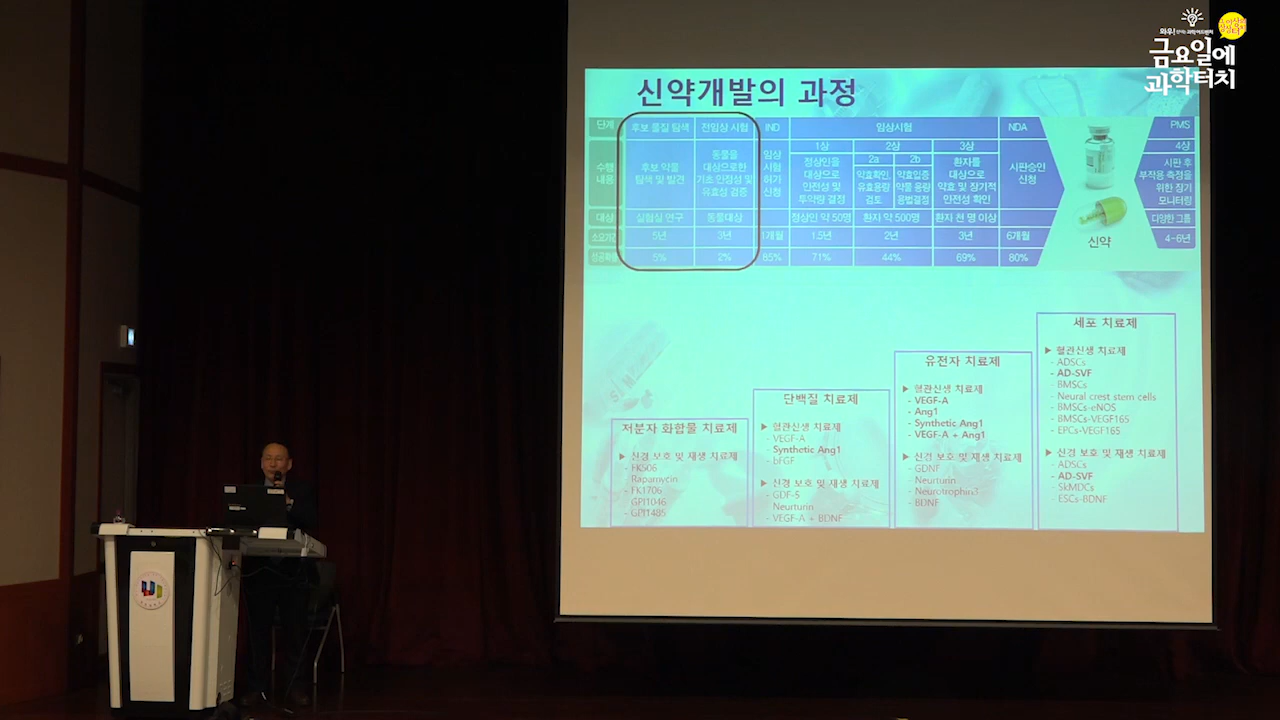 와우!
금요일에
과학터치
신약개발의 과정
단계 후보 물질 탐색 전임상 시험 IND 임상시험 NDA PMS
1상 2상 3상 4상
수행 내용
후보 약물 탐색 및 발견
동물을 대상으로한 기초 안정성 및 유효성 검증
임상 시험 허가 신청
정상인을 대상으로 안전성 및 투약량 결정
2a 2b
약효확인, 유효용량 검토
약효입증 약물 용량 용법결정
환자를 대상으로 약효 및 장기적 안전성 확인
시판승인 신청
시판 후 부작용 측정을 위한 장기 모니터링
신약
대상 실험실 연구 동물대상 정상인 약 50명 환자 약 500명 환자 천 명 이상 다양한 그룹
소요기간 5년 3년 1개월 1.5년 2년 3년 6개월 4~6년
성공확률 5% 2% 85% 71% 44% 69% 80%
저분자 화합물 치료제
▶ 신경 보호 및 재생 치료제
- FK506
Rapamycin
- FK1706
GPI1046
- GPI1485
단백질 치료제
▶ 혈관신생 치료제
- VEGF-A
Synthetic Ang1
- bFGF
▶ 신경 보호 및 재생 치료제
- GDF-5
Neurturin
- VEGF-A + BDNF
유전자 치료제
▶ 혈관신생 치료제
- VEGF-A
- Ang1
- Synthetic Ang1
- VEGF-A + Ang1
▶ 신경 보호 및 재생 치료제
- GDNF
Neurturin
- Neurotrophin3
- BDNF
세포 치료제
▶ 혈관신생 치료제
- ADSCs
- AD-SVF
- BMSCs
- Neural crest stem cells
- BMSCs-eNOS
- BMSCs-VEGF165
- EPCs-VEGF165
▶ 신경 보호 및 재생 치료제
- ADSCs
- AD-SVF
- SkMDCs
- ESCs-BDNF